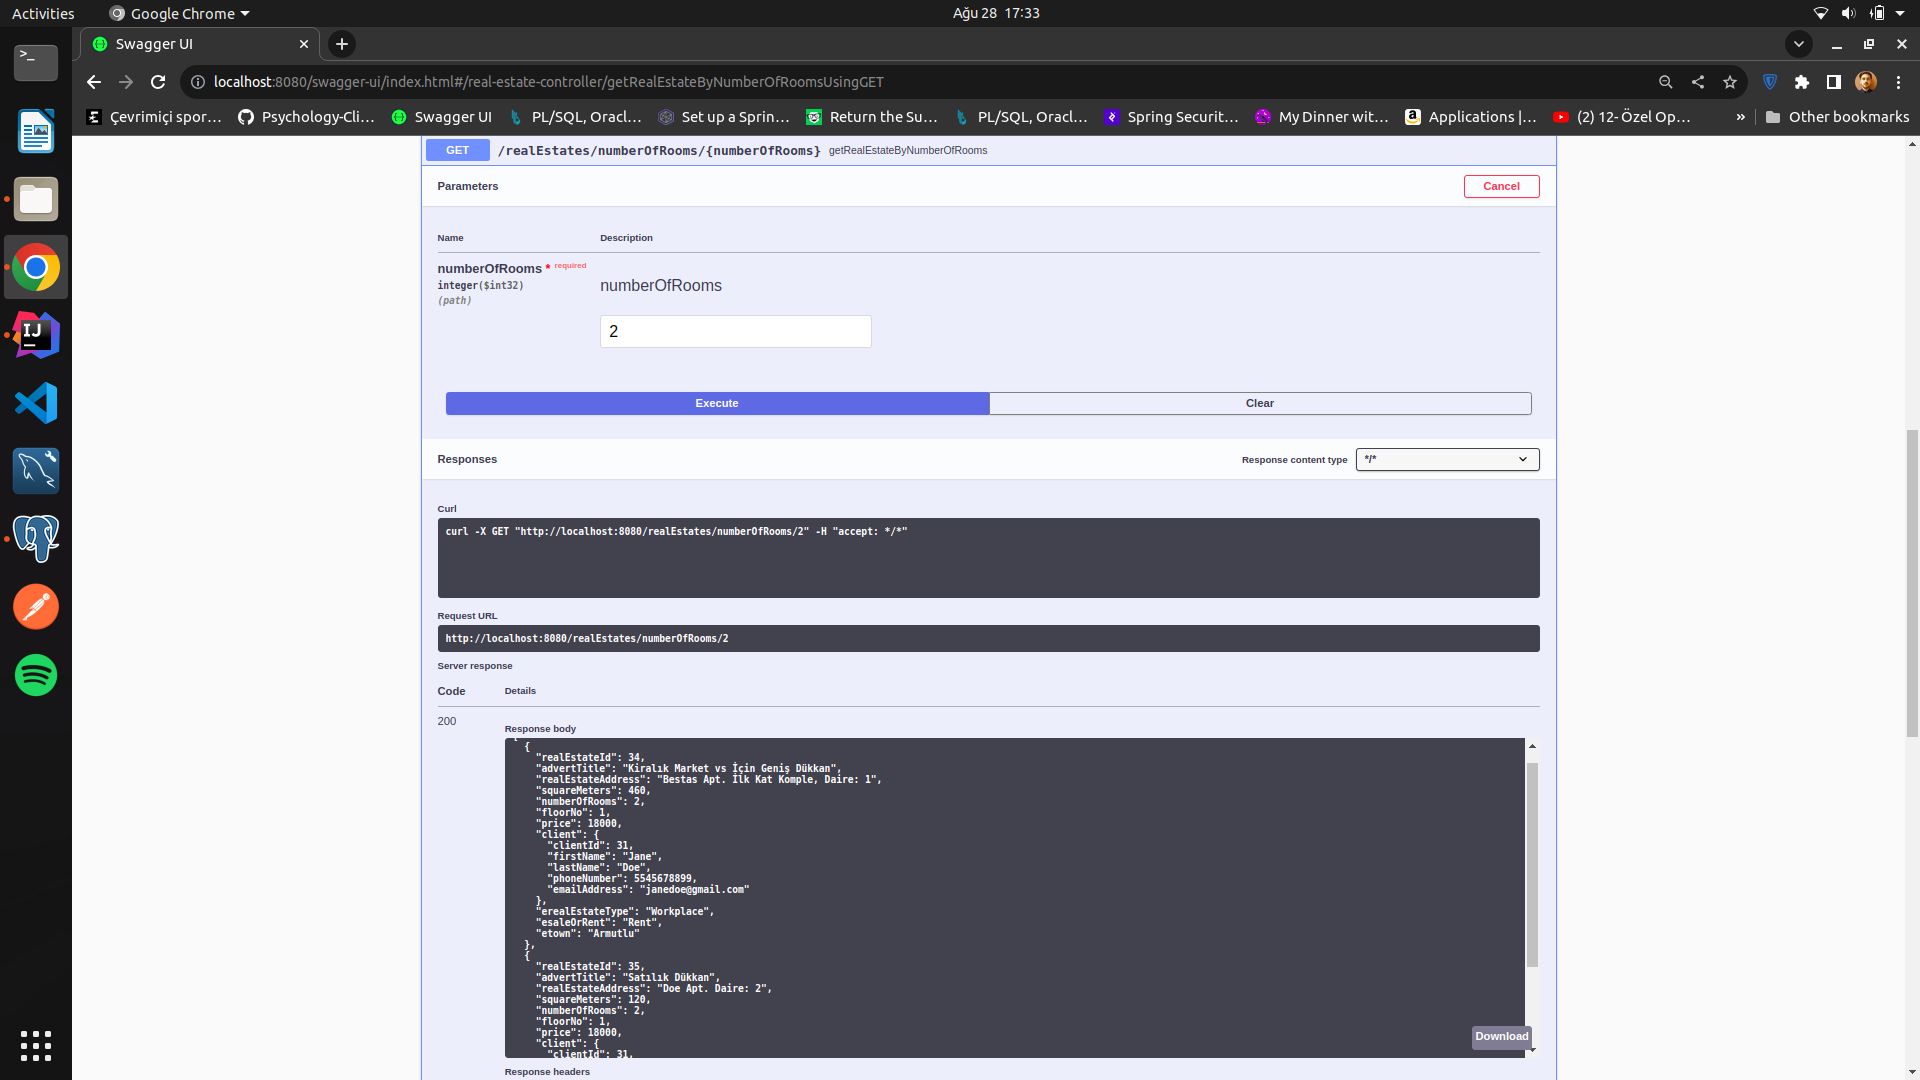 Activities
Google Chrome
Ağu 28 17:33
Swagger UI
localhost:8080/swagger-ui/index.html#/real-estate-controller/getRealEstateByNumberOfRoomsUsingGET
Çevrimiçi spor…
Psychology-Cli…
Swagger UI
PL/SQL, Oracl…
Set up a Sprin…
Return the Su…
PL/SQL, Oracl…
Spring Securit…
My Dinner wit…
Applications |…
(2) 12- Özel Op…
»
Other bookmarks
GET /realEstates/numberOfRooms/{numberOfRooms} getRealEstateByNumberOfRooms
Parameters
Cancel
Name Description
numberOfRooms * required
integer($int32)
(path)
numberOfRooms
2
Execute
Clear
Responses
Response content type
*/*
Curl
curl -X GET "http://localhost:8080/realEstates/numberOfRooms/2" -H "accept: */*"
Request URL
http://localhost:8080/realEstates/numberOfRooms/2
Server response
Code Details
200
Response body
[
{
"realEstateId": 34,
"advertTitle": "Kiralık Market vs İçin Geniş Dükkan",
"realEstateAddress": "Bestas Apt. İlk Kat Komple, Daire: 1",
"squareMeters": 460,
"numberOfRooms": 2,
"floorNo": 1,
"price": 18000,
"client": {
"clientId": 31,
"firstName": "Jane",
"lastName": "Doe",
"phoneNumber": 5545678899,
"emailAddress": "janedoe@gmail.com"
},
"erealEstateType": "Workplace",
"esaleOrRent": "Rent",
"etown": "Armutlu"
},
{
"realEstateId": 35,
"advertTitle": "Satılık Dükkan",
"realEstateAddress": "Doe Apt. Daire: 2",
"squareMeters": 120,
"numberOfRooms": 2,
"floorNo": 1,
"price": 18000,
"client": {
"clientId": 31,
Download
Response headers